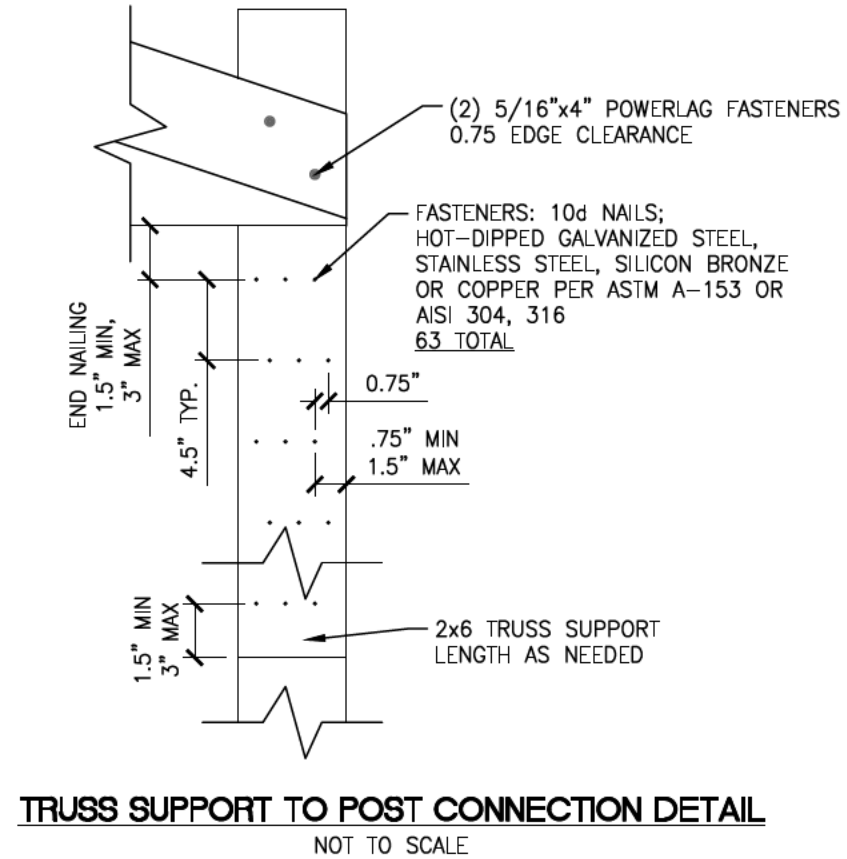 (2) 5/16"x4" POWERLAG FASTENERS
0.75 EDGE CLEARANCE
FASTENERS: 10d NAILS;
HOT-DIPPED GALVANIZED STEEL,
STAINLESS STEEL, SILICON BRONZE
OR COPPER PER ASTM A-153 OR
AISI 304, 316
63 TOTAL
END NAILING
1.5" MIN,
3" MAX
4.5" TYP.
0.75"
.75" MIN
1.5" MAX
1.5" MIN
3" MAX
2x6 TRUSS SUPPORT
LENGTH AS NEEDED
TRUSS SUPPORT TO POST CONNECTION DETAIL
NOT TO SCALE